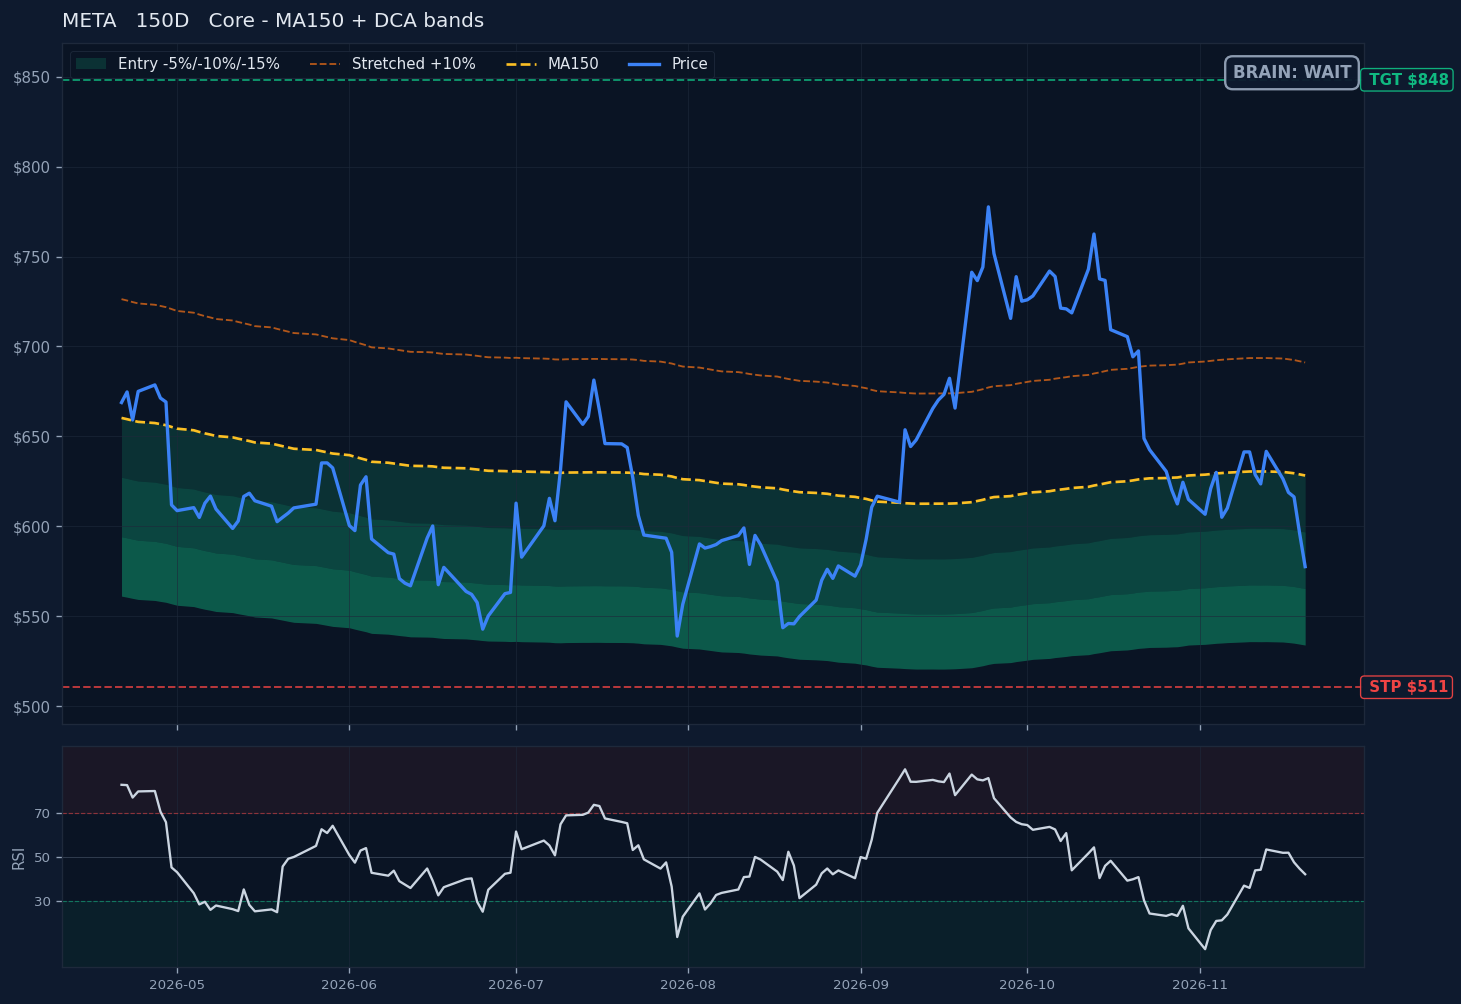 META   150D   Core - MA150 + DCA bands
Entry -5%/-10%/-15%
Stretched +10%
MA150
Price
BRAIN: WAIT
TGT $848
$850
$800
$750
$700
$650
$600
$550
$500
STP $511
RSI
70
50
30
2026-05
2026-06
2026-07
2026-08
2026-09
2026-10
2026-11